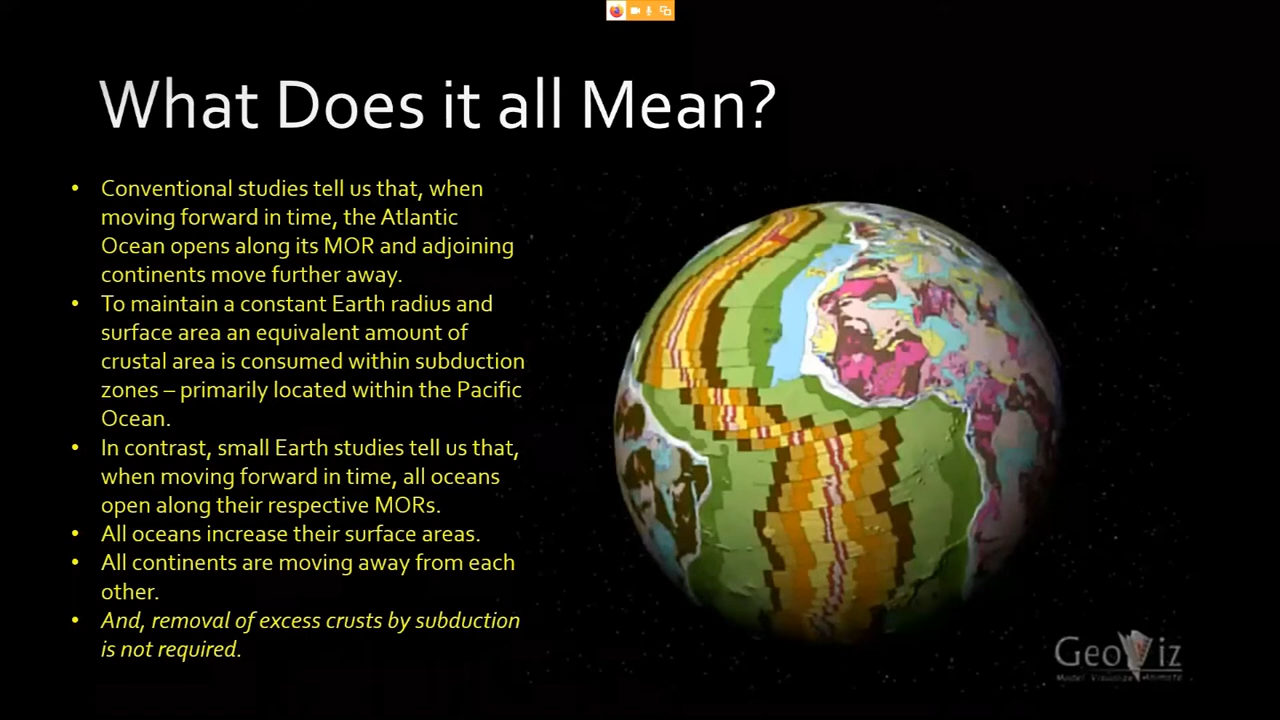 What Does it all Mean?
• Conventional studies tell us that, when
moving forward in time, the Atlantic
Ocean opens along its MOR and adjoining
continents move further away.
• To maintain a constant Earth radius and
surface area an equivalent amount of
crustal area is consumed within subduction
zones – primarily located within the Pacific
Ocean.
• In contrast, small Earth studies tell us that,
when moving forward in time, all oceans
open along their respective MORs.
• All oceans increase their surface areas.
• All continents are moving away from each
other.
• And, removal of excess crusts by subduction
is not required.
GeoViz
Model Visualize Animate